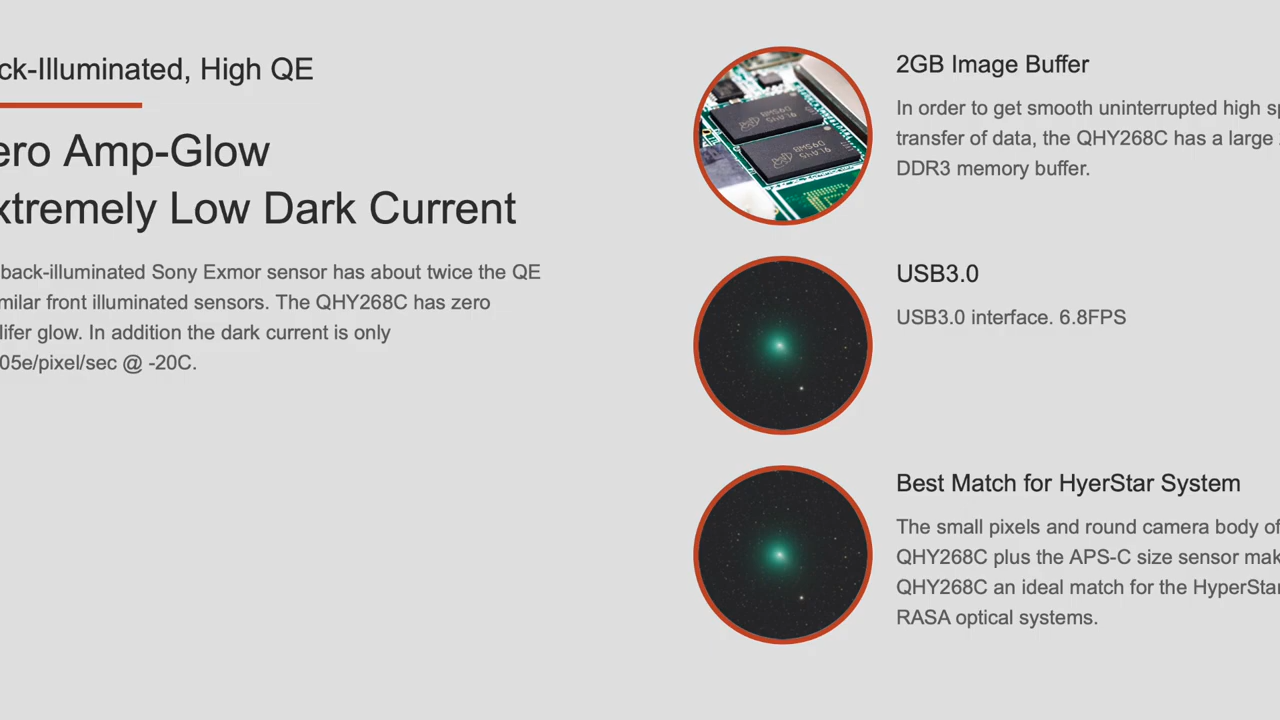 ck-Illuminated, High QE
ero Amp-Glow
xtremely Low Dark Current
back-illuminated Sony Exmor sensor has about twice the QE
milar front illuminated sensors. The QHY268C has zero
lifer glow. In addition the dark current is only
05e/pixel/sec @ -20C.
2GB Image Buffer
In order to get smooth uninterrupted high sp
transfer of data, the QHY268C has a large
DDR3 memory buffer.
USB3.0
USB3.0 interface. 6.8FPS
Best Match for HyerStar System
The small pixels and round camera body of
QHY268C plus the APS-C size sensor mak
QHY268C an ideal match for the HyperStar
RASA optical systems.